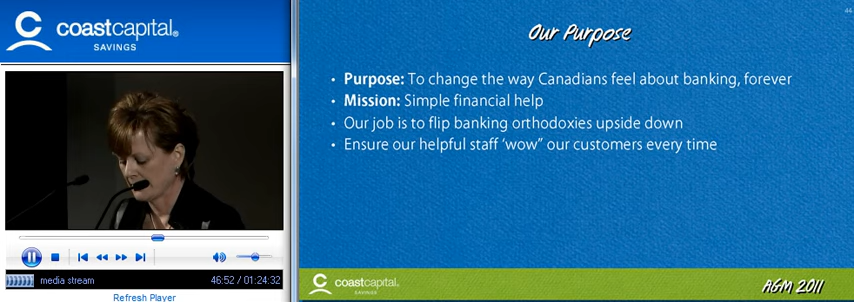 coastcapital®
SAVINGS
media stream
46:52 / 01:24:32
Refresh Player
44
Our Purpose
• Purpose: To change the way Canadians feel about banking, forever
• Mission: Simple financial help
• Our job is to flip banking orthodoxies upside down
• Ensure our helpful staff ‘wow” our customers every time
coastcapital®
SAVINGS
AGM 2011